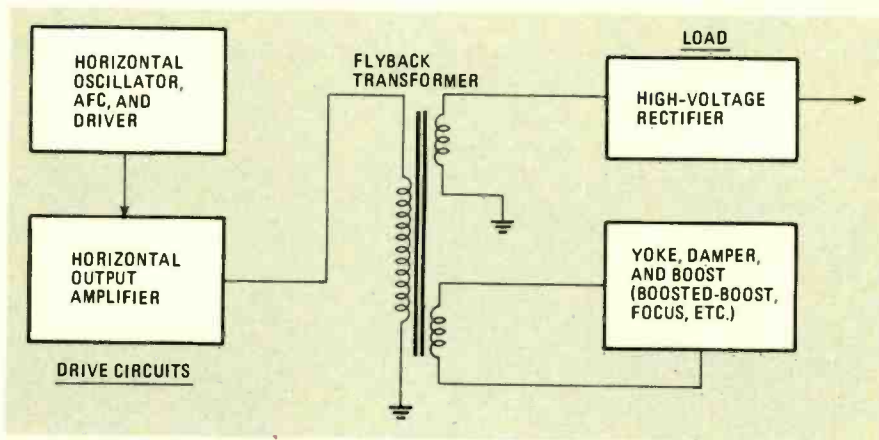 HORIZONTAL
OSCILLATOR,
AFC, AND
DRIVER
HORIZONTAL
OUTPUT
AMPLIFIER
DRIVE CIRCUITS
FLYBACK
TRANSFORMER
LOAD
HIGH-VOLTAGE
RECTIFIER
YOKE, DAMPER,
AND BOOST
(BOOSTED-BOOST,
FOCUS, ETC.)